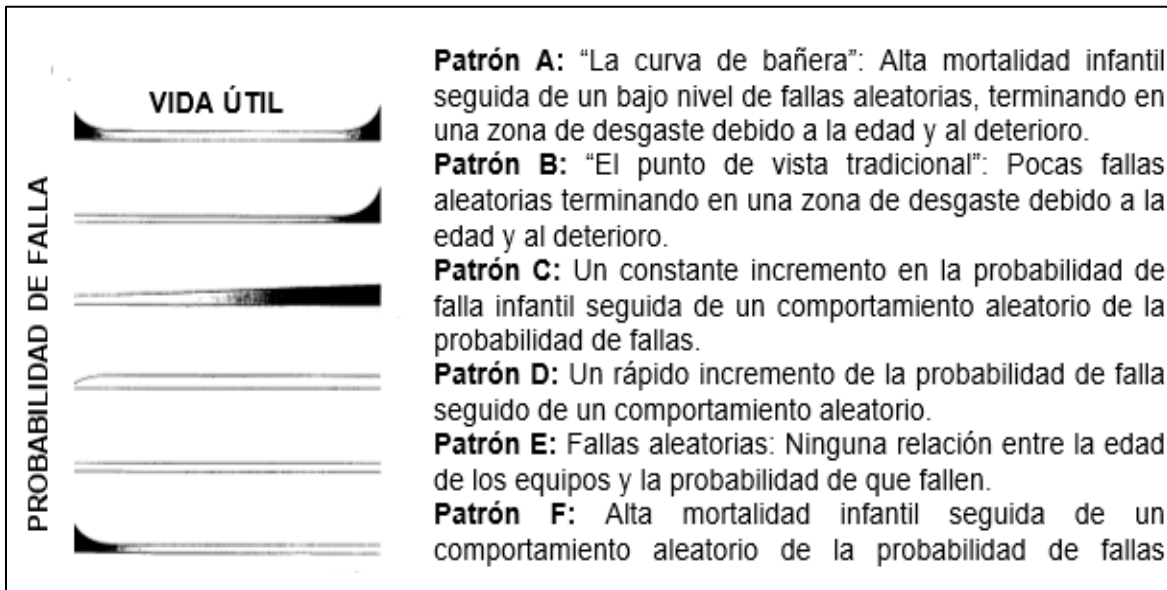 VIDA ÚTIL
PROBABILIDAD DE FALLA
Patrón A: “La curva de bañera”: Alta mortalidad infantil
seguida de un bajo nivel de fallas aleatorias, terminando en
una zona de desgaste debido a la edad y al deterioro.
Patrón B: “El punto de vista tradicional”: Pocas fallas
aleatorias terminando en una zona de desgaste debido a la
edad y al deterioro.
Patrón C: Un constante incremento en la probabilidad de
falla infantil seguida de un comportamiento aleatorio de la
probabilidad de fallas.
Patrón D: Un rápido incremento de la probabilidad de falla
seguido de un comportamiento aleatorio.
Patrón E: Fallas aleatorias: Ninguna relación entre la edad
de los equipos y la probabilidad de que fallen.
Patrón F: Alta mortalidad infantil seguida de un
comportamiento aleatorio de la probabilidad de fallas